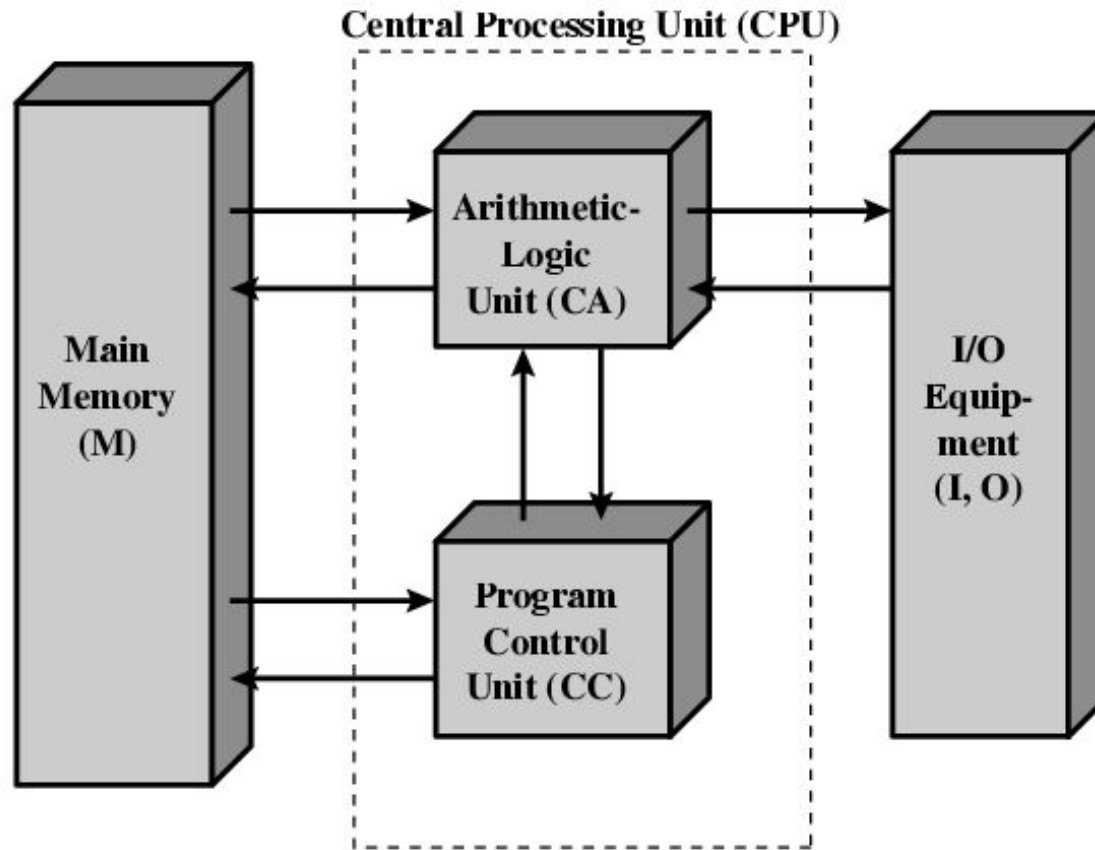 Central Processing Unit (CPU)
Main
Memory
(M)
Arithmetic-
Logic
Unit (CA)
Program
Control
Unit (CC)
I/O
Equip-
ment
(I, O)